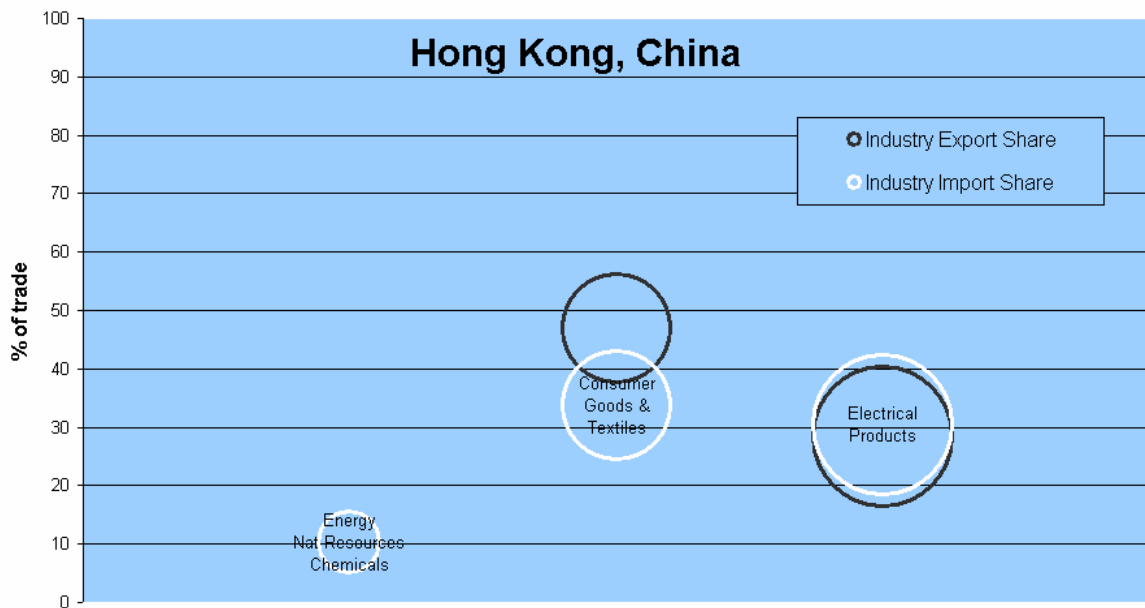 Hong Kong, China
100
90
80
70
60
50
40
30
20
10
0
% of trade
Industry Export Share
Industry Import Share
Consumer
Goods &
Textiles
Electrical
Products
Energy
Nat Resources
Chemicals